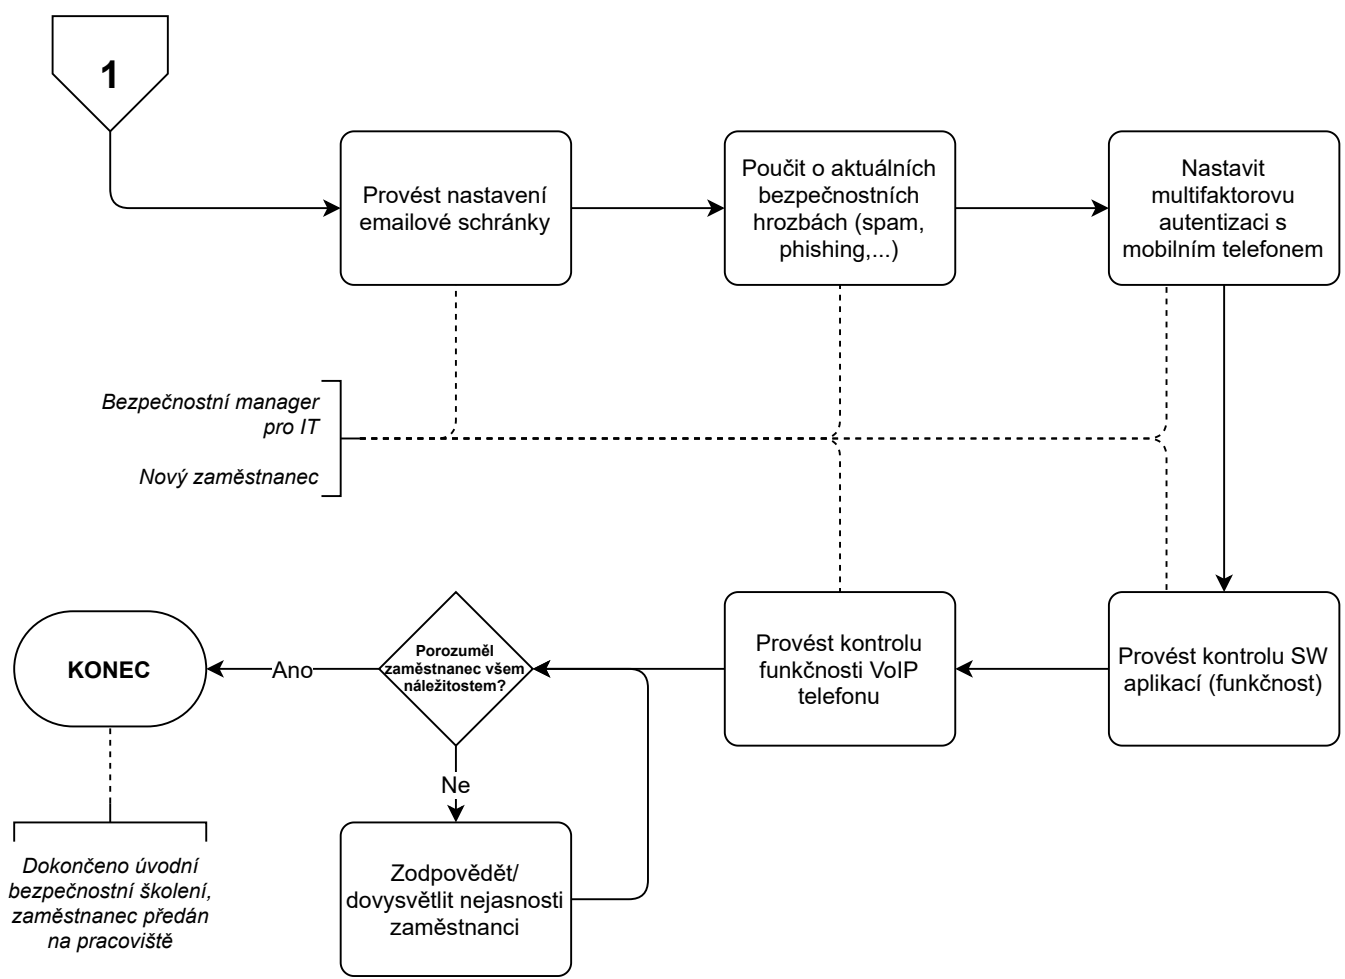 1
Provést nastavení
emailové schránky
Poučit o aktuálních
bezpečnostních
hrozbách (spam,
phishing,...)
Nastavit
multifaktorovu
autentizaci s
mobilním telefonem
Bezpečnostní manager
pro IT
Nový zaměstnanec
KONEC
Ano
Porozuměl
zaměstnanec všem
náležitostem?
Provést kontrolu
funkčnosti VoIP
telefonu
Provést kontrolu SW
aplikací (funkčnost)
Ne
Zodpovědět/
dovysvětlit nejasnosti
zaměstnanci
Dokončeno úvodní
bezpečnostní školení,
zaměstnanec předán
na pracoviště